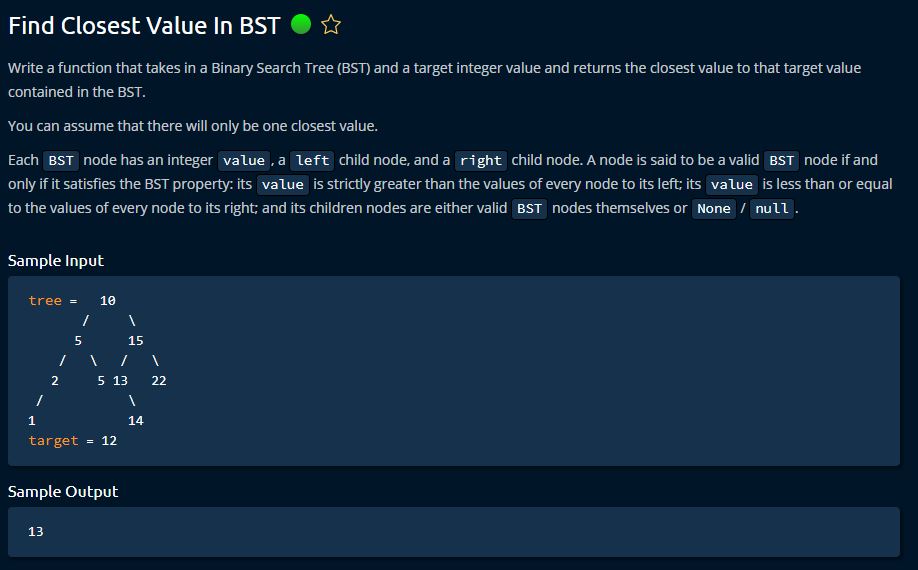 Find Closest Value In BST
Write a function that takes in a Binary Search Tree (BST) and a target integer value and returns the closest value to that target value
contained in the BST.
You can assume that there will only be one closest value.
Each BST node has an integer value , a left child node, and a right child node. A node is said to be a valid BST node if and
only if it satisfies the BST property: its value is strictly greater than the values of every node to its left; its value is less than or equal
to the values of every node to its right; and its children nodes are either valid BST nodes themselves or None / null .
Sample Input
tree =   10
       /     \
      5      15
    /   \   /   \
   2     5 13   22
 /            \
1            14
target = 12
Sample Output
13